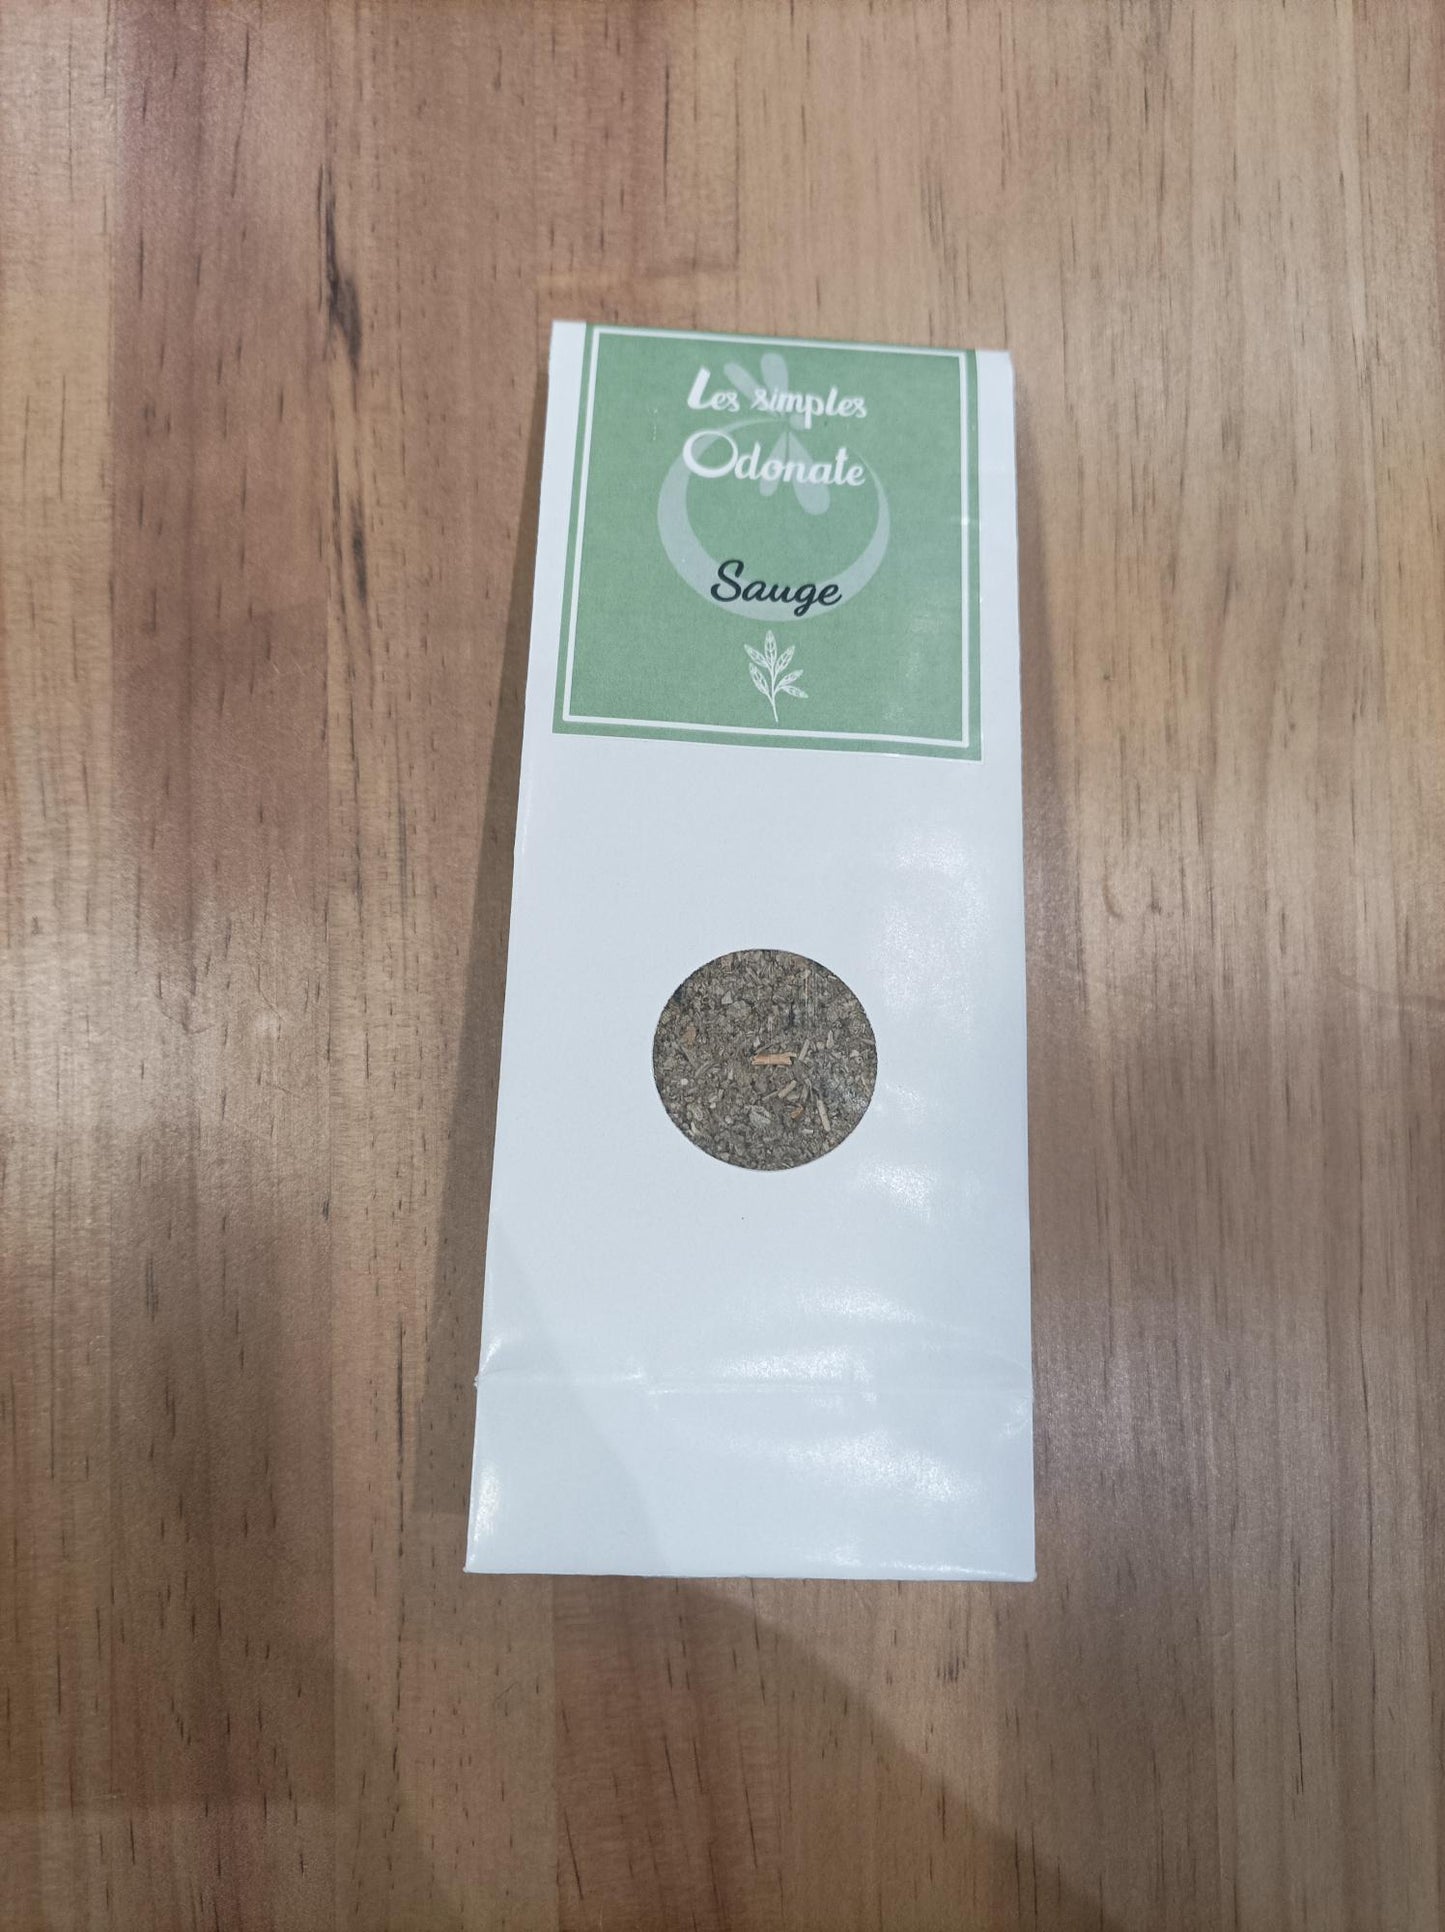 Les simples
Odonate
Sauge